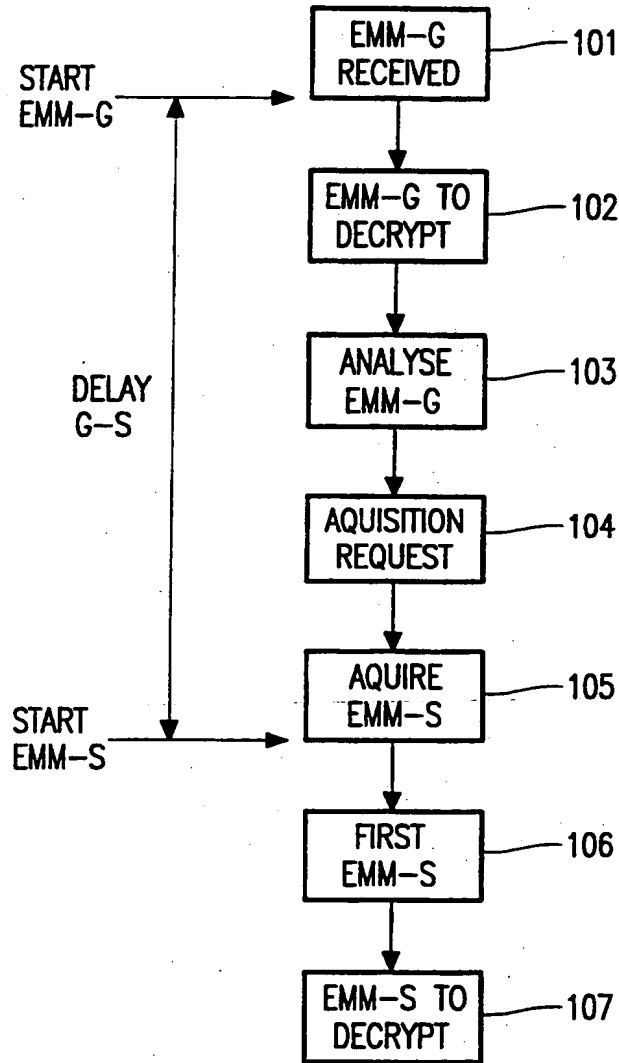 EMM-G
RECEIVED
101
START
EMM-G
EMM-G TO
DECRYPT
102
ANALYSE
EMM-G
103
DELAY
G-S
AQUISITION
REQUEST
104
AQUIRE
EMM-S
105
START
EMM-S
FIRST
EMM-S
106
EMM-S TO
DECRYPT
107